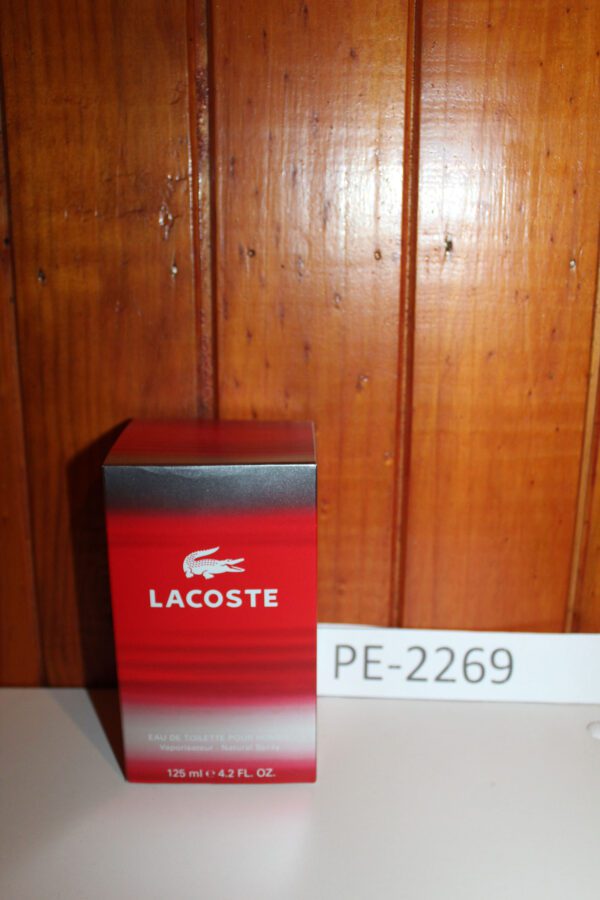 LACOSTE
PE-2269
EAU DE TOILETTE POUR HOMME
Vaporisateur - Natural Spray
125 ml e 4.2 FL. OZ.